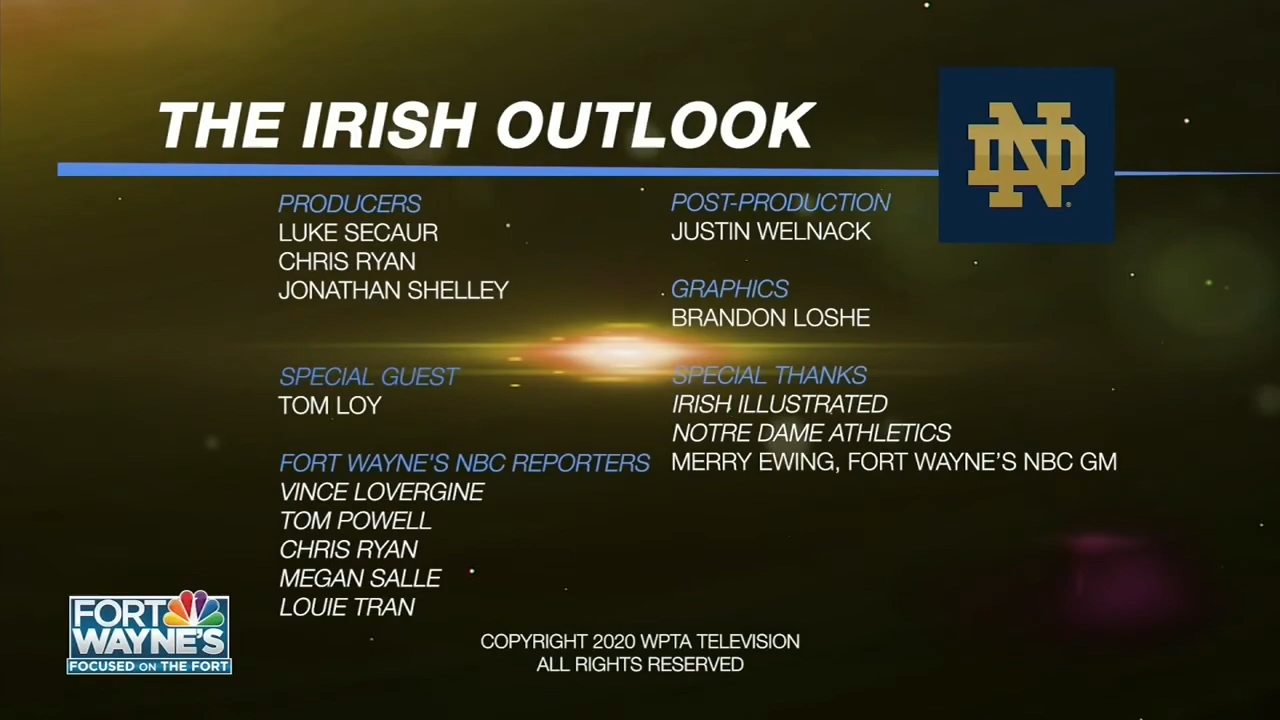 THE IRISH OUTLOOK
ND
PRODUCERS
LUKE SECAUR
CHRIS RYAN
JONATHAN SHELLEY
SPECIAL GUEST
TOM LOY
FORT WAYNE'S NBC REPORTERS
VINCE LOVERGINE
TOM POWELL
CHRIS RYAN
MEGAN SALLE
LOUIE TRAN
POST-PRODUCTION
JUSTIN WELNACK
GRAPHICS
BRANDON LOSHE
SPECIAL THANKS
IRISH ILLUSTRATED
NOTRE DAME ATHLETICS
MERRY EWING, FORT WAYNE'S NBC GM
COPYRIGHT 2020 WPTA TELEVISION
ALL RIGHTS RESERVED
FORT
WAYNE'S
FOCUSED ON THE FORT